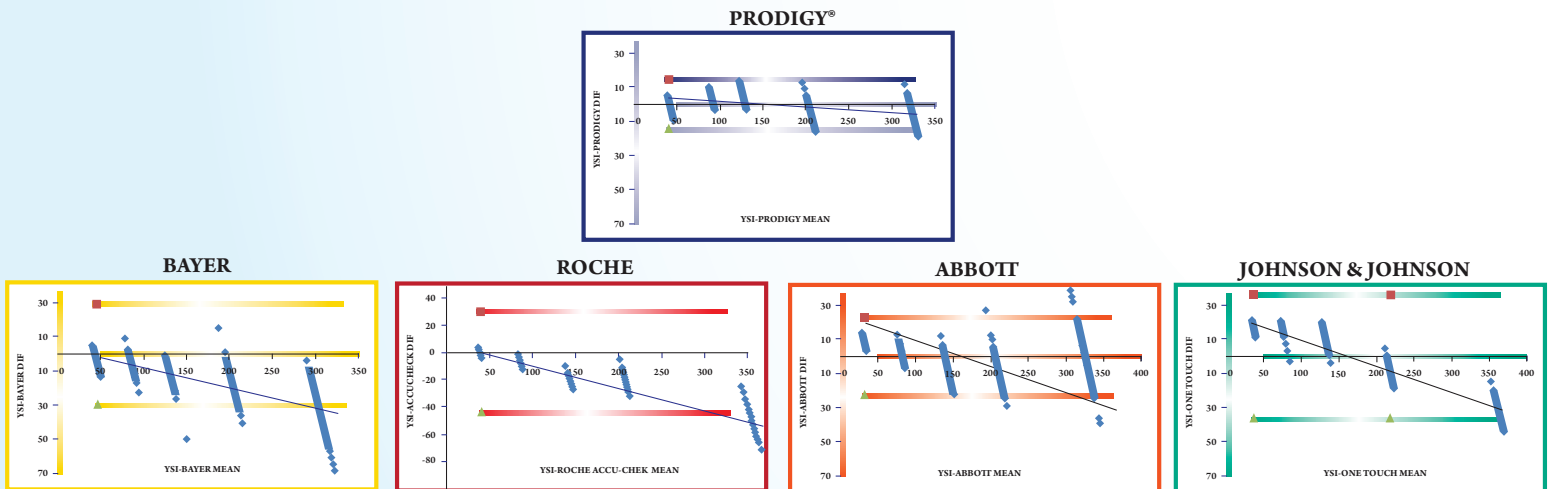 PRODIGY®
30
10
10
30
50
70
0 50 100 150 200 250 300 350
YSI-PRODIGY DIF
YSI-PRODIGY MEAN
BAYER
30
10
10
30
50
70
0 50 100 150 200 250 300 350
YSI-BAYER DIF
YSI-BAYER MEAN
ROCHE
40
20
0
-20
-40
-60
-80
50 100 150 200 250 300 350
YSI-ACCUCHECK DIF
YSI-ROCHE ACCU-CHEK MEAN
ABBOTT
30
10
10
30
50
70
0 50 100 150 200 250 300 350 400
YSI-ABBOTT DIF
YSI-ABBOTT MEAN
JOHNSON & JOHNSON
30
10
10
30
50
70
0 50 100 150 200 250 300 350 400
YSI-ONE TOUCH DIF
YSI-ONE TOUCH MEAN